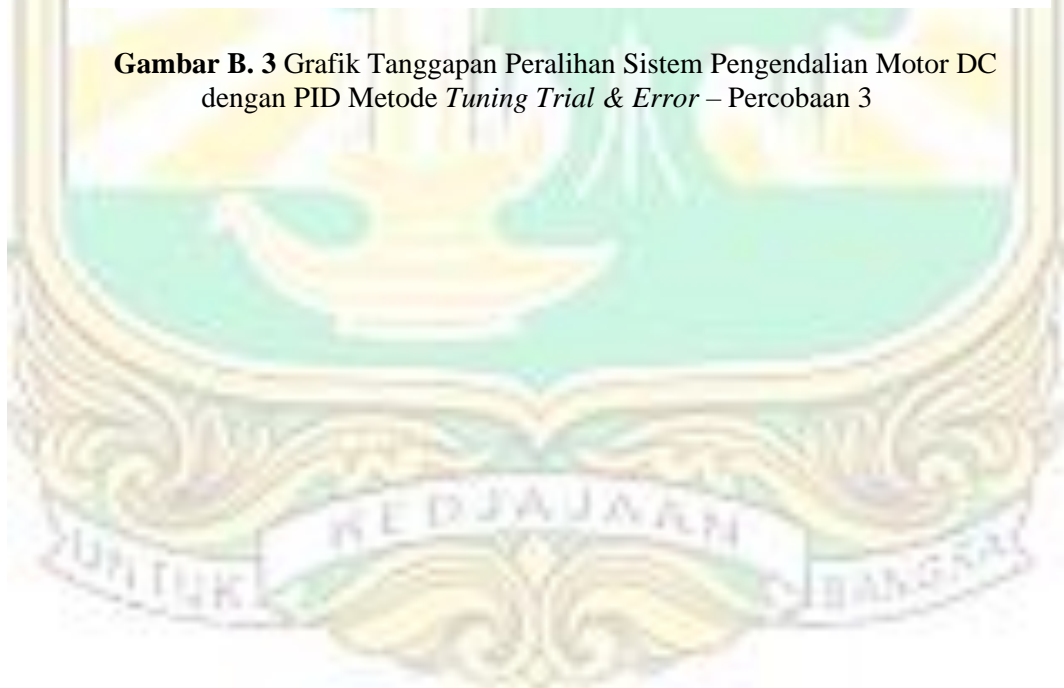 Gambar B. 3 Grafik Tanggapan Peralihan Sistem Pengendalian Motor DC
dengan PID Metode Tuning Trial & Error – Percobaan 3
UNTUK KEDJAJAAN BANGSA